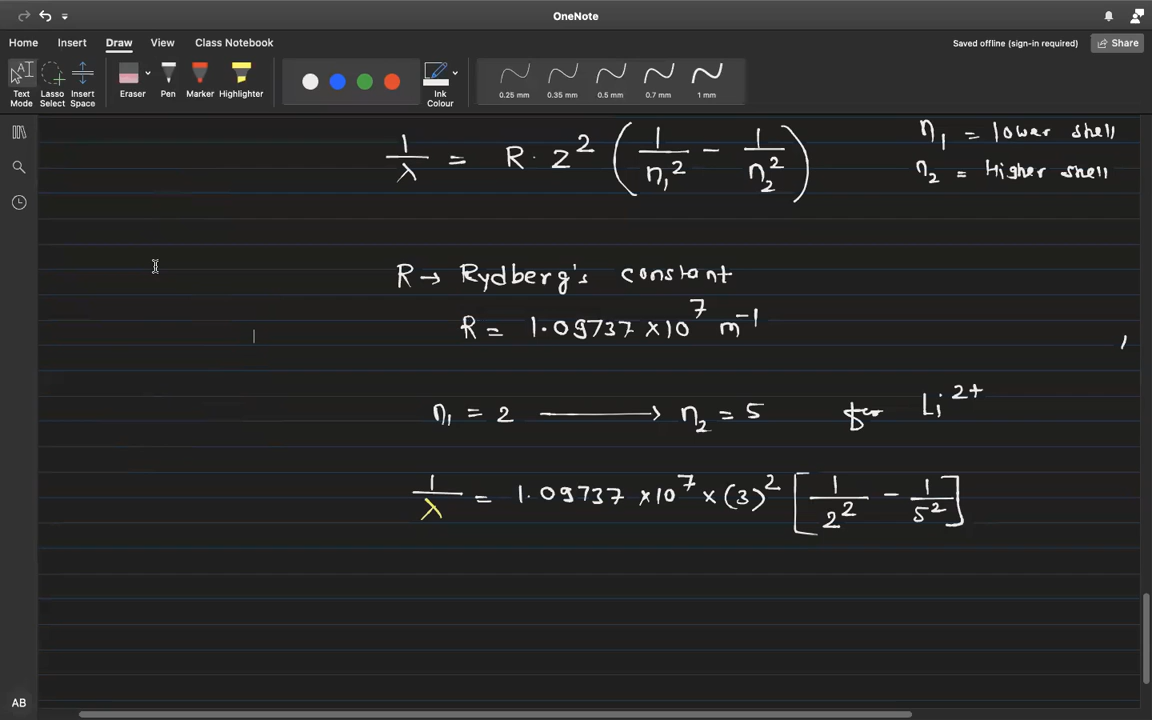 OneNote
Home Insert Draw View Class Notebook
Saved offline (sign-in required) Share
Text Mode Lasso Select Insert Space Eraser Pen Marker Highlighter Ink Colour 0.25 mm 0.35 mm 0.5 mm 0.7 mm 1 mm
1/λ = R · Z² (1/n₁² − 1/n₂²)
n₁ = lower shell
n₂ = Higher shell
R → Rydberg's constant
R = 1.09737 × 10⁷ m⁻¹
n₁ = 2 ⟶ n₂ = 5 for Li²⁺
1/λ = 1.09737 × 10⁷ × (3)² [1/2² − 1/5²]
AB